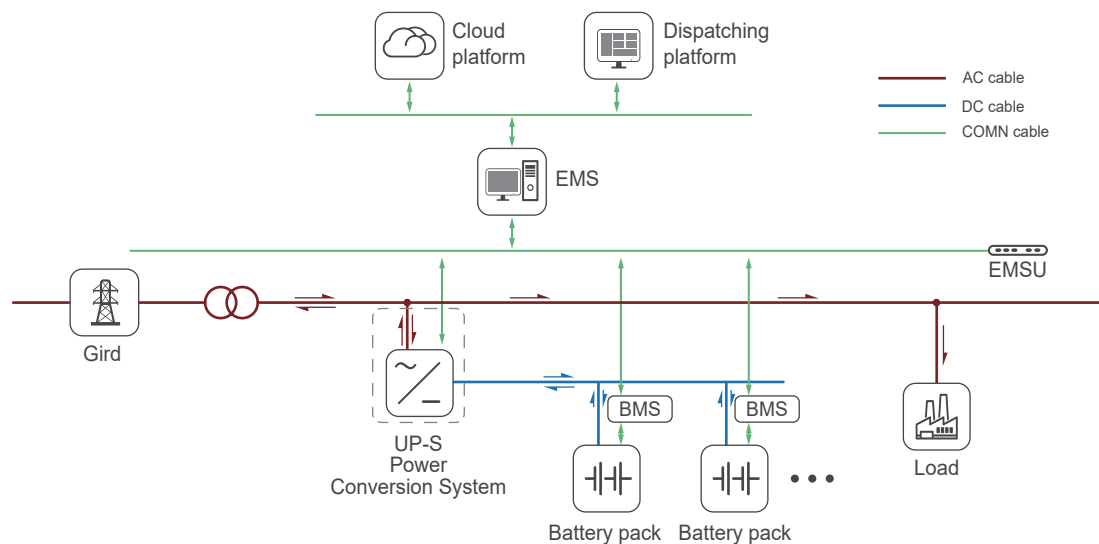 Cloud
platform
Dispatching
platform
AC cable
DC cable
COMN cable
EMS
EMSU
Gird
BMS
BMS
UP-S
Power
Conversion System
Load
Battery pack
Battery pack